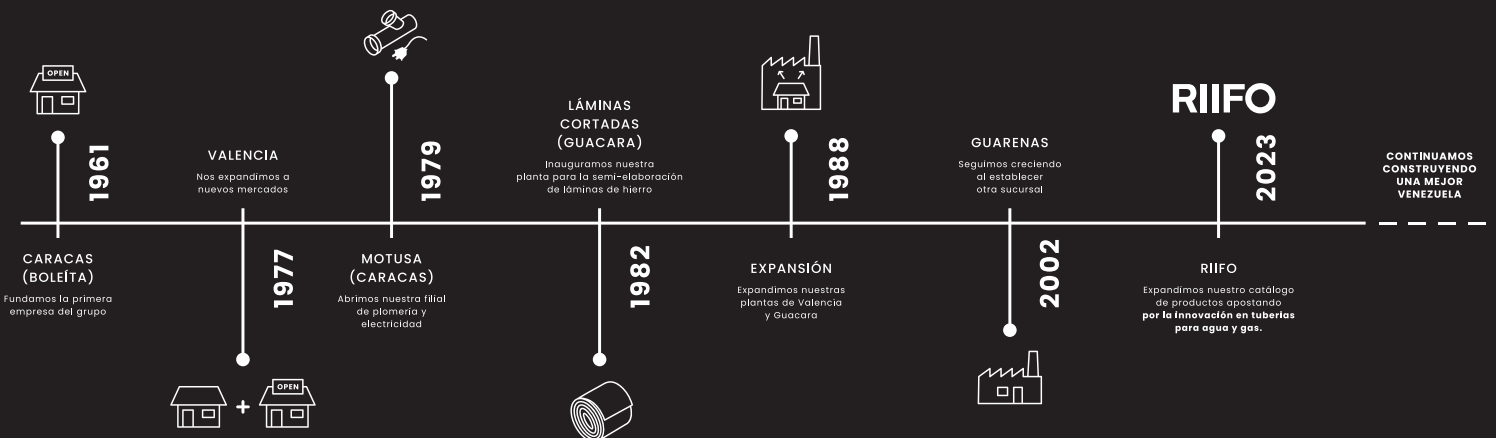 OPEN
1961
CARACAS
(BOLEÍTA)
Fundamos la primera
empresa del grupo
VALENCIA
Nos expandimos a
nuevos mercados
1977
OPEN
1979
MOTUSA
(CARACAS)
Abrimos nuestra filial
de plomería y
electricidad
LÁMINAS
CORTADAS
(GUACARA)
Inauguramos nuestra
planta para la semi-elaboración
de láminas de hierro
1982
1988
EXPANSIÓN
Expandimos nuestras
plantas de Valencia
y Guacara
GUARENAS
Seguimos creciendo
al establecer
otra sucursal
2002
RIIFO
2023
RIIFO
Expandimos nuestro catálogo
de productos apostando
por la innovación en tuberías
para agua y gas.
CONTINUAMOS
CONSTRUYENDO
UNA MEJOR
VENEZUELA